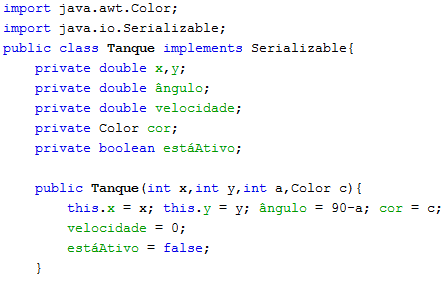 import java.awt.Color;
import java.io.Serializable;
public class Tanque implements Serializable{
    private double x,y;
    private double ângulo;
    private double velocidade;
    private Color cor;
    private boolean estáAtivo;

    public Tanque(int x,int y,int a,Color c){
        this.x = x; this.y = y; ângulo = 90-a; cor = c;
        velocidade = 0;
        estáAtivo = false;
    }